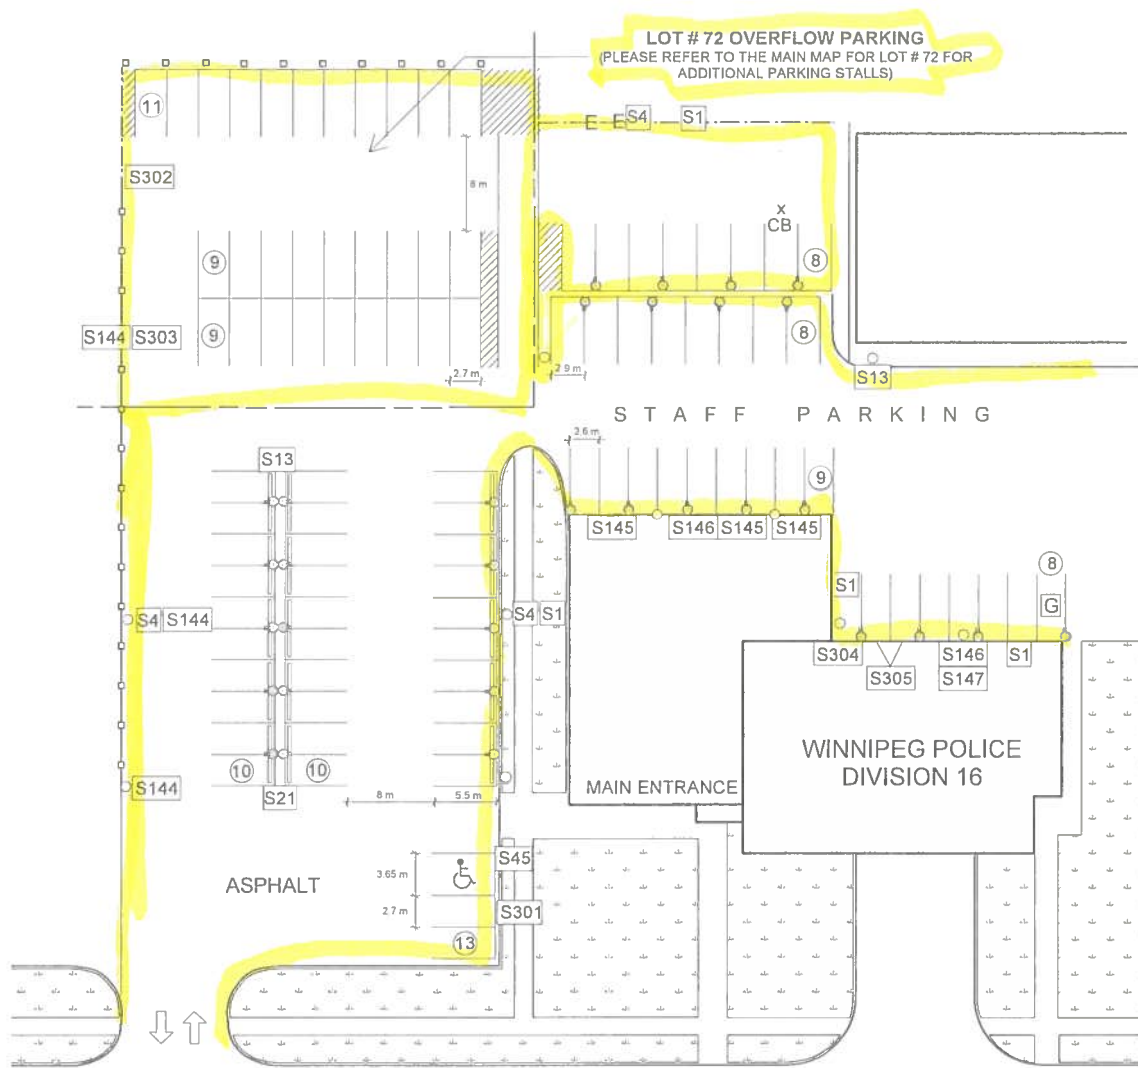 LOT # 72 OVERFLOW PARKING
(PLEASE REFER TO THE MAIN MAP FOR LOT # 72 FOR
ADDITIONAL PARKING STALLS)
11
E E S4 S1
S302
8 m
x
CB
9
8
S144 S303
9
8
2.7 m
2.9 m
S13
STAFF PARKING
2.6 m
S13
9
S145 S146 S145 S145
8
S1
G
S4 S144
S4 S1
S304
S305
S146 S1
S147
WINNIPEG POLICE
DIVISION 16
10 10
S144
S21
8 m 5.5 m
MAIN ENTRANCE
S45
3.65 m
ASPHALT
2.7 m
S301
13